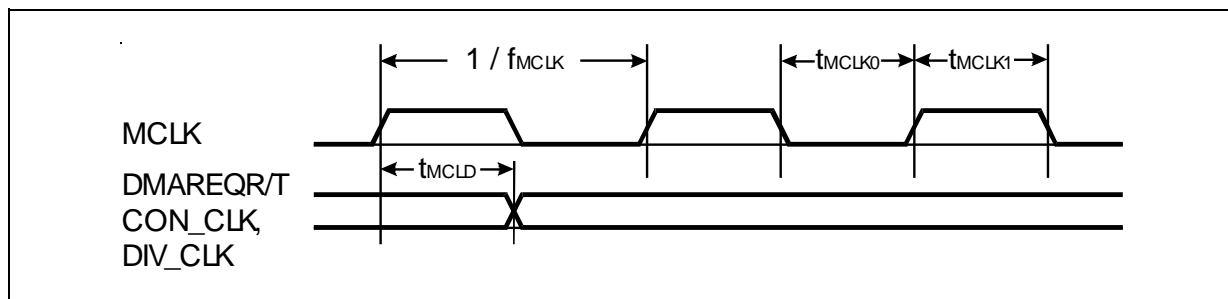 1 / fMCLK
tMCLK0
tMCLK1
MCLK
tMCLD
DMAREQR/T
CON_CLK,
DIV_CLK